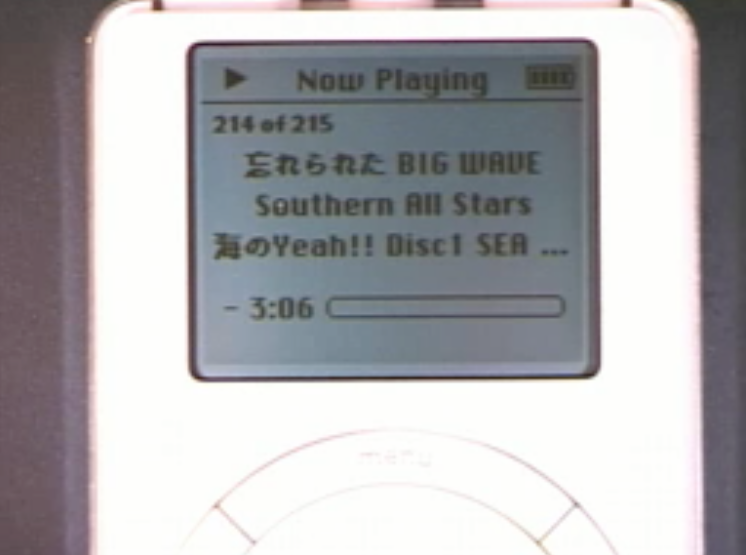 Now Playing
214 of 215
忘れられた BIG WAVE
Southern All Stars
海のYeah!! Disc1 SEA ...
- 3:06
menu